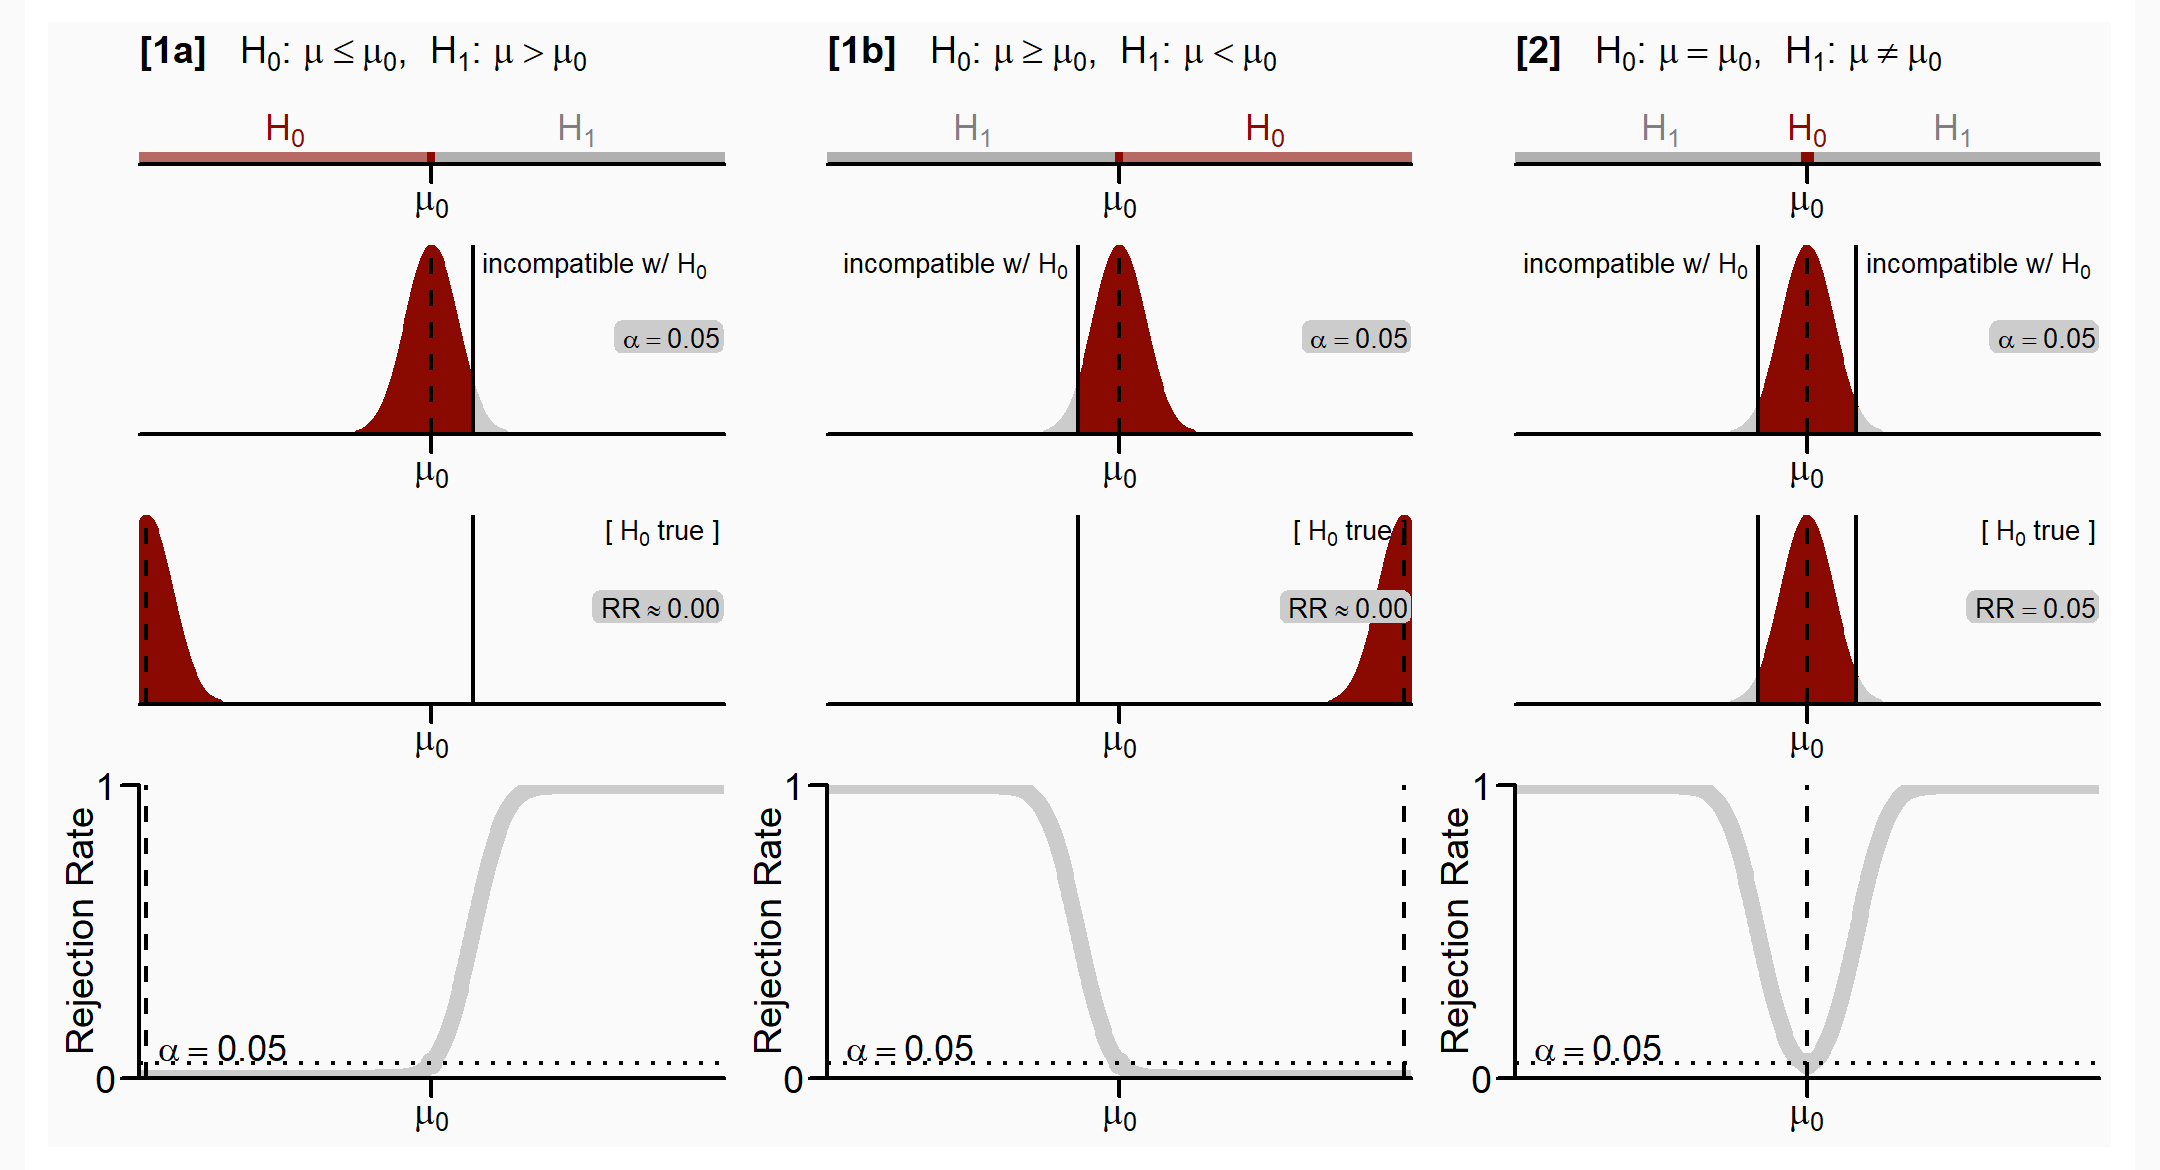 [1a] H₀: μ ≤ μ₀, H₁: μ > μ₀
H₀ H₁
μ₀
incompatible w/ H₀
α = 0.05
μ₀
[ H₀ true ]
RR ≈ 0.00
μ₀
Rejection Rate
1
α = 0.05
0
μ₀
[1b] H₀: μ ≥ μ₀, H₁: μ < μ₀
H₁ H₀
μ₀
incompatible w/ H₀
α = 0.05
μ₀
[ H₀ true ]
RR ≈ 0.00
μ₀
Rejection Rate
1
α = 0.05
0
μ₀
[2] H₀: μ = μ₀, H₁: μ ≠ μ₀
H₁ H₀ H₁
μ₀
incompatible w/ H₀ incompatible w/ H₀
α = 0.05
μ₀
[ H₀ true ]
RR = 0.05
μ₀
Rejection Rate
1
α = 0.05
0
μ₀